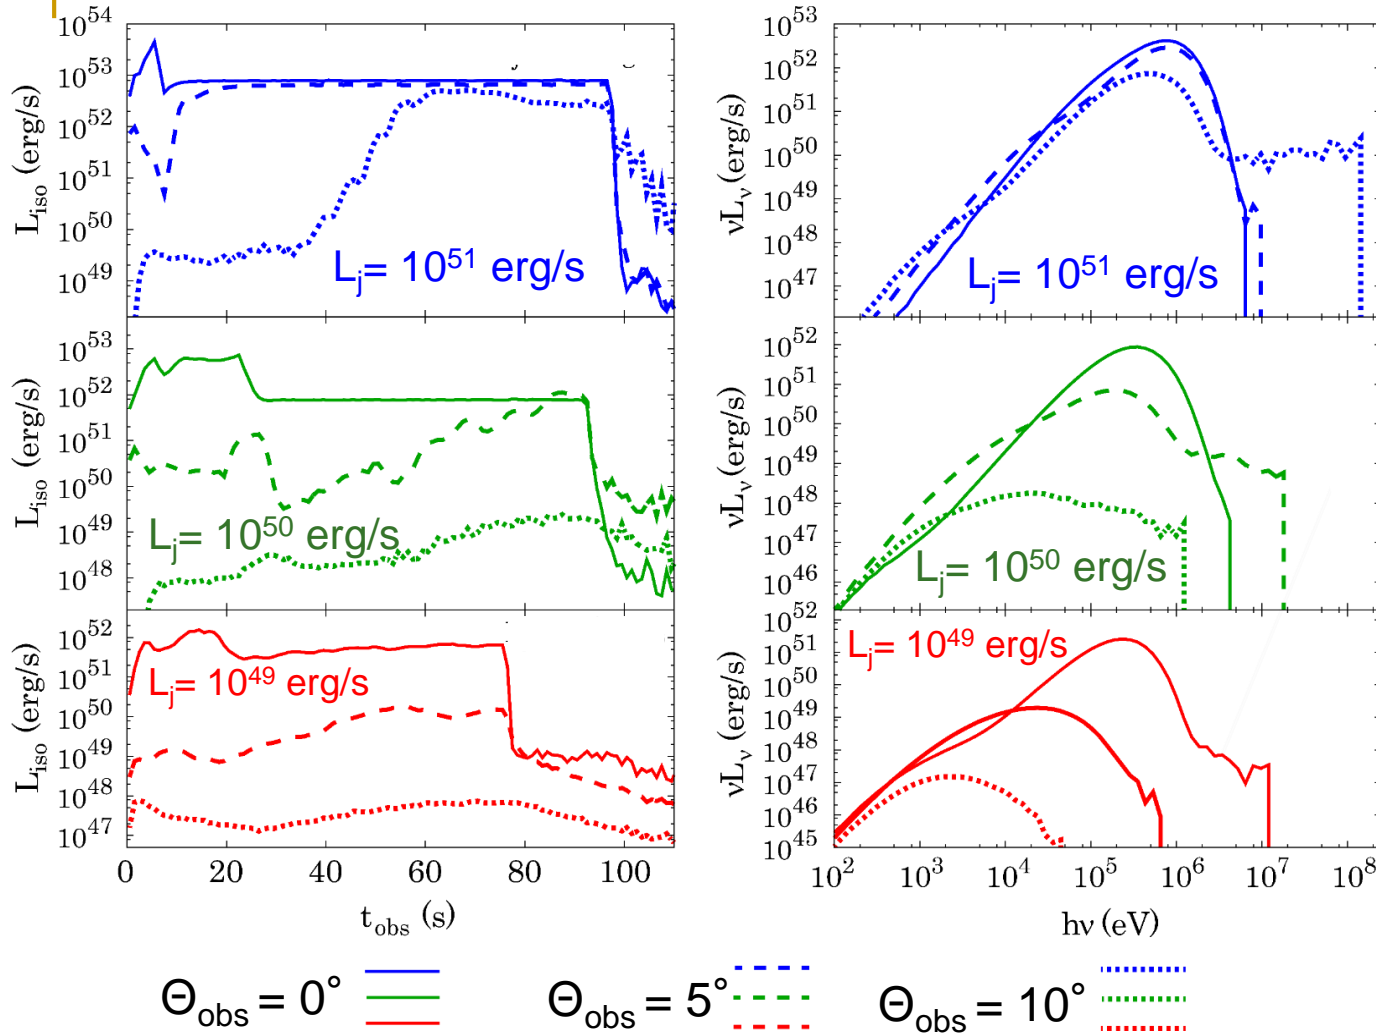 10^54
10^53
10^52
10^51
10^50
10^49
L_iso (erg/s)
L_j= 10^51 erg/s
10^53
10^52
10^51
10^50
10^49
10^48
L_iso (erg/s)
L_j= 10^50 erg/s
10^52
10^51
10^50
10^49
10^48
10^47
L_iso (erg/s)
L_j= 10^49 erg/s
0 20 40 60 80 100
t_obs (s)
10^53
10^52
10^51
10^50
10^49
10^48
10^47
νL_ν (erg/s)
L_j= 10^51 erg/s
10^52
10^51
10^50
10^49
10^48
10^47
10^46
νL_ν (erg/s)
L_j= 10^50 erg/s
10^52
10^51
10^50
10^49
10^48
10^47
10^46
10^45
νL_ν (erg/s)
L_j= 10^49 erg/s
10^2 10^3 10^4 10^5 10^6 10^7 10^8
hν (eV)
Θ_obs = 0° Θ_obs = 5° Θ_obs = 10°